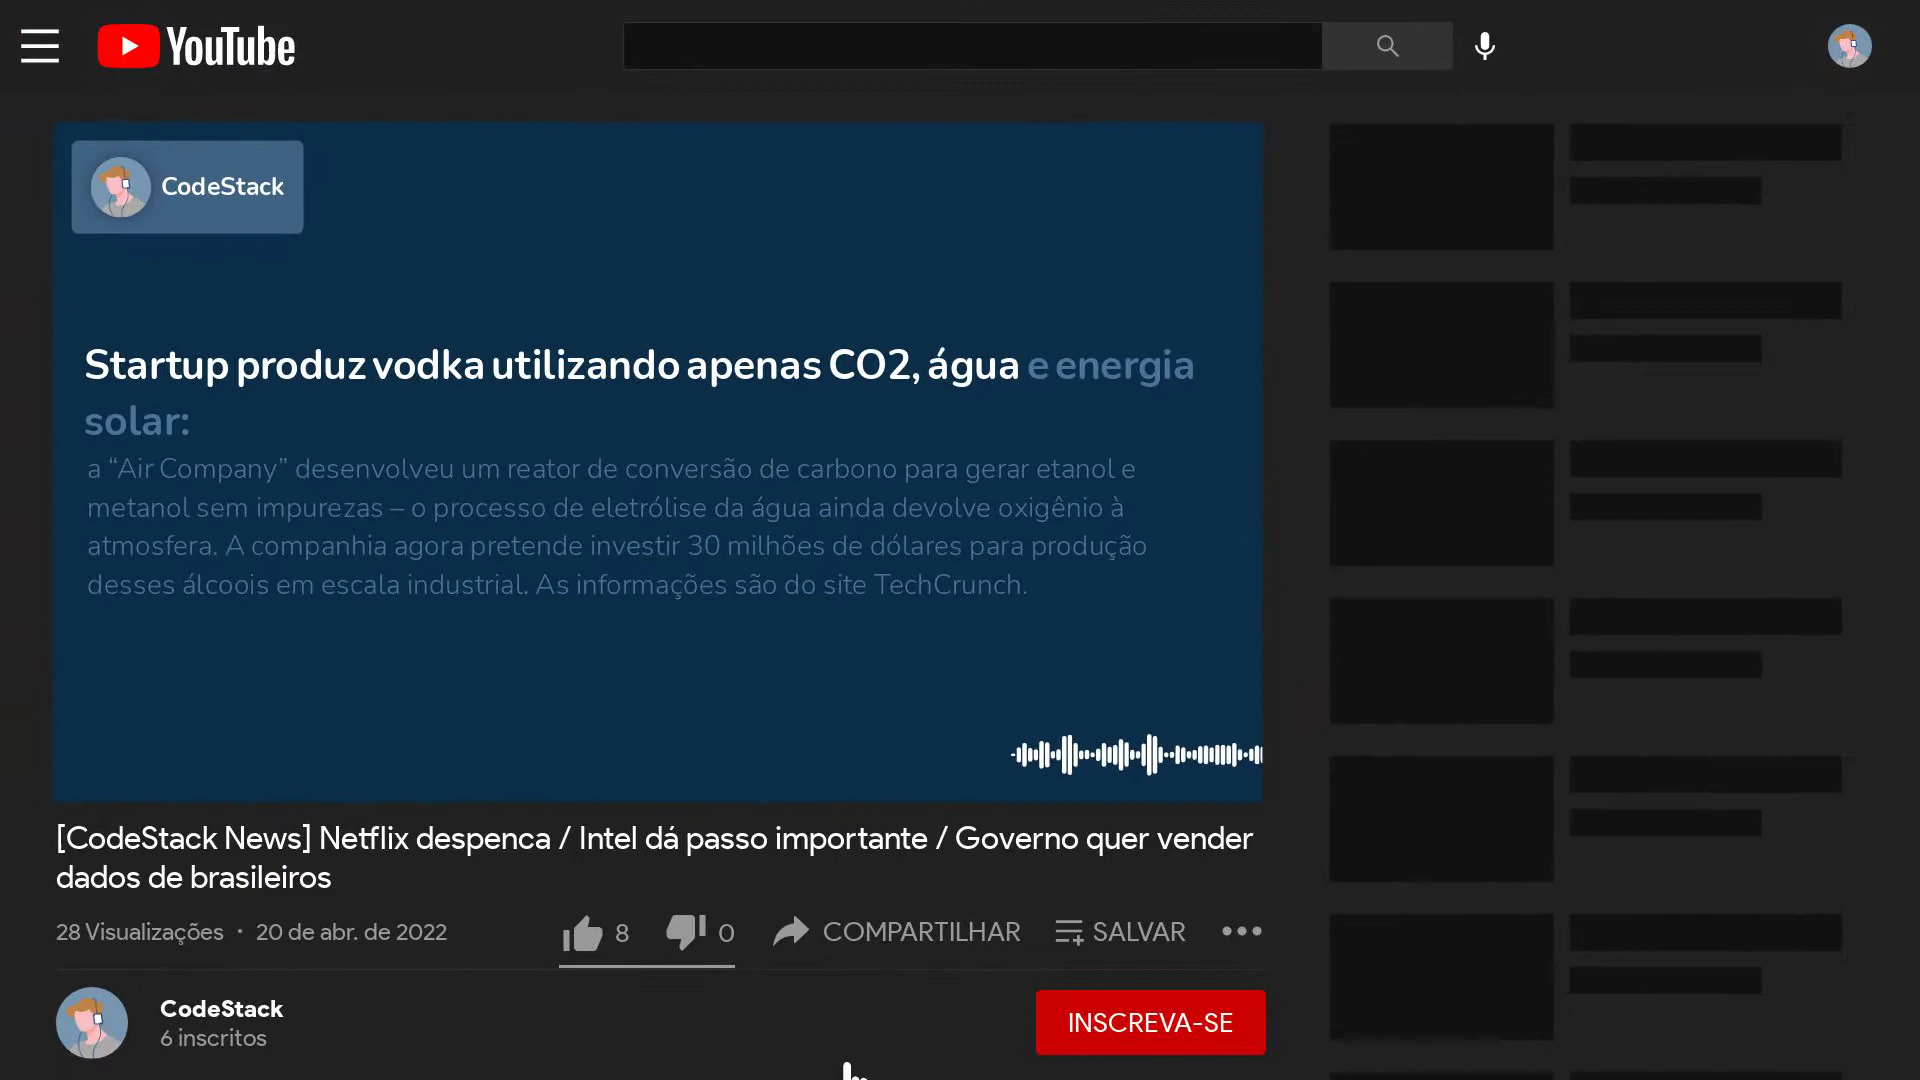 YouTube
CodeStack
Startup produz vodka utilizando apenas CO2, água e energia
solar:
a “Air Company” desenvolveu um reator de conversão de carbono para gerar etanol e
metanol sem impurezas – o processo de eletrólise da água ainda devolve oxigênio à
atmosfera. A companhia agora pretende investir 30 milhões de dólares para produção
desses álcoois em escala industrial. As informações são do site TechCrunch.
[CodeStack News] Netflix despenca / Intel dá passo importante / Governo quer vender
dados de brasileiros
28 Visualizações • 20 de abr. de 2022 8 0 COMPARTILHAR SALVAR
CodeStack
6 inscritos
INSCREVA-SE